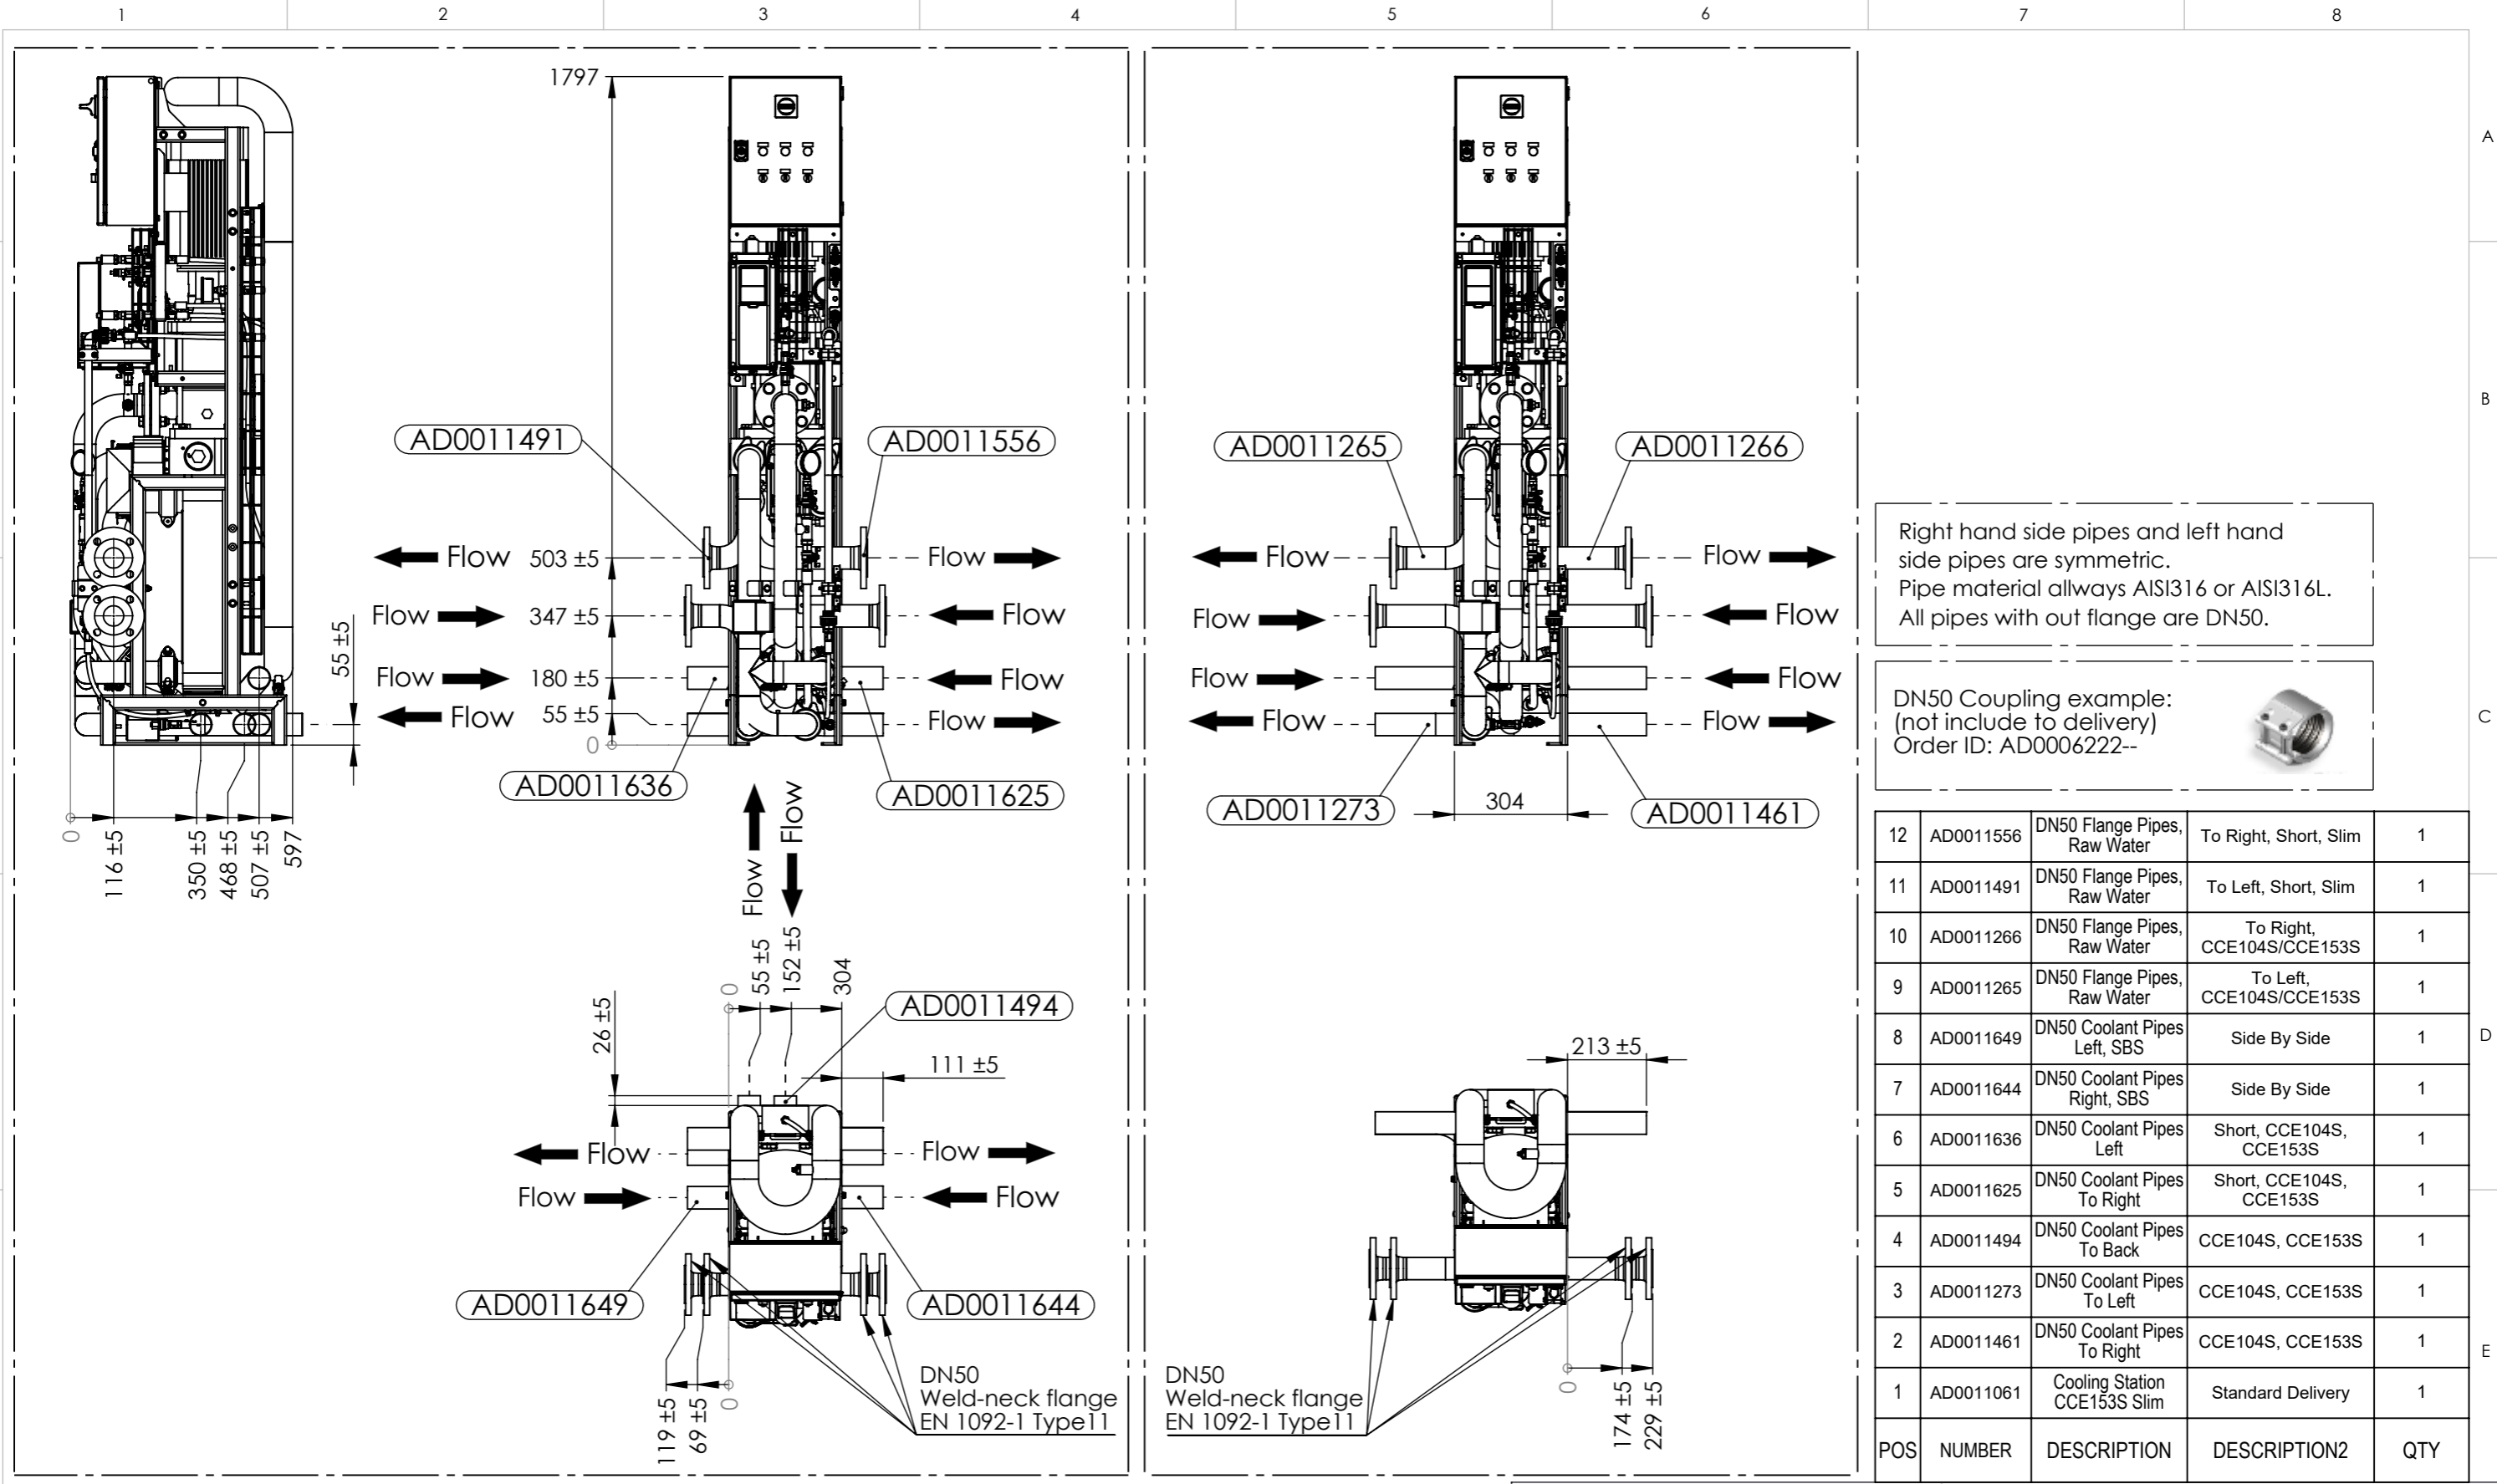 1 2 3 4 5 6 7 8
A
B
C
D
E
1797
AD0011491
AD0011556
Flow 503 ±5 Flow
Flow 347 ±5 Flow
Flow 180 ±5 Flow
Flow 55 ±5 Flow
0
AD0011636
AD0011625
55 ±5
0
116 ±5
350 ±5
468 ±5
507 ±5
597
Flow
Flow
0
55 ±5
152 ±5
304
26 ±5
AD0011494
111 ±5
Flow Flow
Flow Flow
AD0011649
AD0011644
119 ±5
69 ±5
0
DN50
Weld-neck flange
EN 1092-1 Type11
AD0011265
AD0011266
Flow Flow
Flow Flow
Flow Flow
Flow Flow
AD0011273
304
AD0011461
213 ±5
DN50
Weld-neck flange
EN 1092-1 Type11
0
174 ±5
229 ±5
Right hand side pipes and left hand
side pipes are symmetric.
Pipe material allways AISI316 or AISI316L.
All pipes with out flange are DN50.
DN50 Coupling example:
(not include to delivery)
Order ID: AD0006222--
12 AD0011556 DN50 Flange Pipes, Raw Water To Right, Short, Slim 1
11 AD0011491 DN50 Flange Pipes, Raw Water To Left, Short, Slim 1
10 AD0011266 DN50 Flange Pipes, Raw Water To Right, CCE104S/CCE153S 1
9 AD0011265 DN50 Flange Pipes, Raw Water To Left, CCE104S/CCE153S 1
8 AD0011649 DN50 Coolant Pipes Left, SBS Side By Side 1
7 AD0011644 DN50 Coolant Pipes Right, SBS Side By Side 1
6 AD0011636 DN50 Coolant Pipes Left Short, CCE104S, CCE153S 1
5 AD0011625 DN50 Coolant Pipes To Right Short, CCE104S, CCE153S 1
4 AD0011494 DN50 Coolant Pipes To Back CCE104S, CCE153S 1
3 AD0011273 DN50 Coolant Pipes To Left CCE104S, CCE153S 1
2 AD0011461 DN50 Coolant Pipes To Right CCE104S, CCE153S 1
1 AD0011061 Cooling Station CCE153S Slim Standard Delivery 1
POS NUMBER DESCRIPTION DESCRIPTION2 QTY